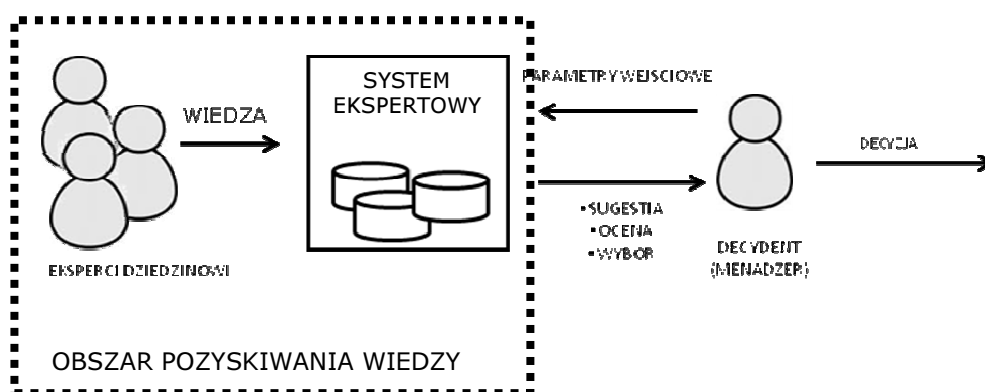 SYSTEM
EKSPERTOWY
WIEDZA
PARAMETRY WEJSCIOWE
DECYZJA
•SUGESTIA
•OCENA
•WYBOR
DECYDENT
(MENADZER)
EKSPERCI DZIEDZINOWI
OBSZAR POZYSKIWANIA WIEDZY